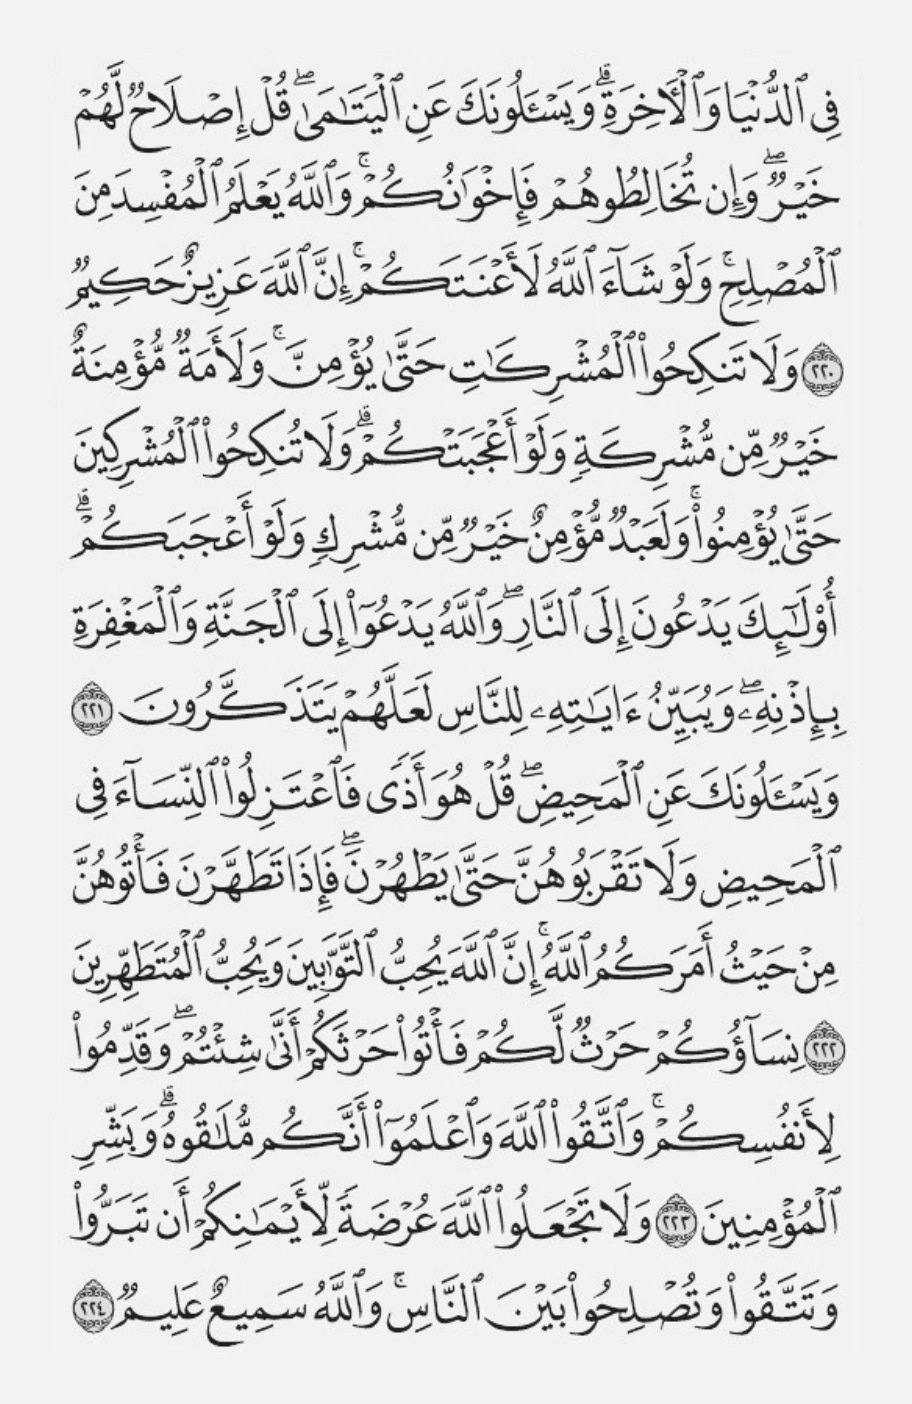 فِي ٱلدُّنۡيَا وَٱلۡأٓخِرَةِۗ وَيَسۡـَٔلُونَكَ عَنِ ٱلۡيَتَٰمَىٰۖ قُلۡ إِصۡلَاحٞ لَّهُمۡ
خَيۡرٞۖ وَإِن تُخَالِطُوهُمۡ فَإِخۡوَٰنُكُمۡۚ وَٱللَّهُ يَعۡلَمُ ٱلۡمُفۡسِدَ مِنَ
ٱلۡمُصۡلِحِۚ وَلَوۡ شَآءَ ٱللَّهُ لَأَعۡنَتَكُمۡۚ إِنَّ ٱللَّهَ عَزِيزٌ حَكِيمٞ
٢٢٠ وَلَا تَنكِحُواْ ٱلۡمُشۡرِكَٰتِ حَتَّىٰ يُؤۡمِنَّۚ وَلَأَمَةٞ مُّؤۡمِنَةٌ
خَيۡرٞ مِّن مُّشۡرِكَةٖ وَلَوۡ أَعۡجَبَتۡكُمۡۗ وَلَا تُنكِحُواْ ٱلۡمُشۡرِكِينَ
حَتَّىٰ يُؤۡمِنُواْۚ وَلَعَبۡدٞ مُّؤۡمِنٌ خَيۡرٞ مِّن مُّشۡرِكٖ وَلَوۡ أَعۡجَبَكُمۡۗ
أُوْلَٰٓئِكَ يَدۡعُونَ إِلَى ٱلنَّارِۖ وَٱللَّهُ يَدۡعُوٓاْ إِلَى ٱلۡجَنَّةِ وَٱلۡمَغۡفِرَةِ
بِإِذۡنِهِۦۖ وَيُبَيِّنُ ءَايَٰتِهِۦ لِلنَّاسِ لَعَلَّهُمۡ يَتَذَكَّرُونَ ٢٢١
وَيَسۡـَٔلُونَكَ عَنِ ٱلۡمَحِيضِۖ قُلۡ هُوَ أَذٗى فَٱعۡتَزِلُواْ ٱلنِّسَآءَ فِي
ٱلۡمَحِيضِ وَلَا تَقۡرَبُوهُنَّ حَتَّىٰ يَطۡهُرۡنَۖ فَإِذَا تَطَهَّرۡنَ فَأۡتُوهُنَّ
مِنۡ حَيۡثُ أَمَرَكُمُ ٱللَّهُۚ إِنَّ ٱللَّهَ يُحِبُّ ٱلتَّوَّٰبِينَ وَيُحِبُّ ٱلۡمُتَطَهِّرِينَ
٢٢٢ نِسَآؤُكُمۡ حَرۡثٞ لَّكُمۡ فَأۡتُواْ حَرۡثَكُمۡ أَنَّىٰ شِئۡتُمۡۖ وَقَدِّمُواْ
لِأَنفُسِكُمۡۚ وَٱتَّقُواْ ٱللَّهَ وَٱعۡلَمُوٓاْ أَنَّكُم مُّلَٰقُوهُۗ وَبَشِّرِ
ٱلۡمُؤۡمِنِينَ ٢٢٣ وَلَا تَجۡعَلُواْ ٱللَّهَ عُرۡضَةٗ لِّأَيۡمَٰنِكُمۡ أَن تَبَرُّواْ
وَتَتَّقُواْ وَتُصۡلِحُواْ بَيۡنَ ٱلنَّاسِۚ وَٱللَّهُ سَمِيعٌ عَلِيمٞ ٢٢٤